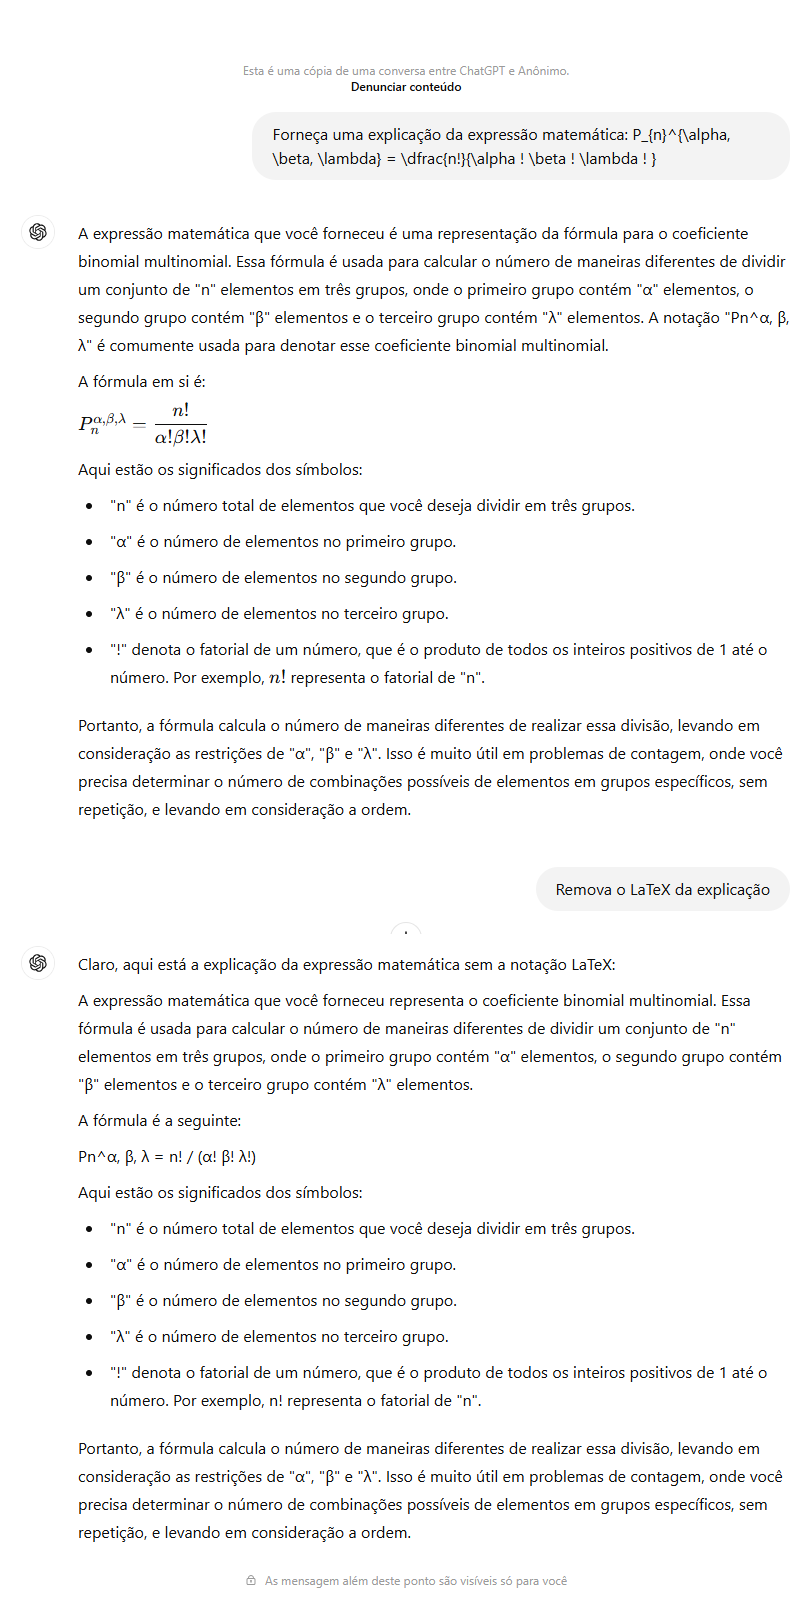 Esta é uma cópia de uma conversa entre ChatGPT e Anônimo.
Denunciar conteúdo
Forneça uma explicação da expressão matemática: P_{n}^{\alpha,
\beta, \lambda} = \dfrac{n!}{\alpha ! \beta ! \lambda ! }
A expressão matemática que você forneceu é uma representação da fórmula para o coeficiente
binomial multinomial. Essa fórmula é usada para calcular o número de maneiras diferentes de dividir
um conjunto de "n" elementos em três grupos, onde o primeiro grupo contém "α" elementos, o
segundo grupo contém "β" elementos e o terceiro grupo contém "λ" elementos. A notação "Pn^α, β,
λ" é comumente usada para denotar esse coeficiente binomial multinomial.
A fórmula em si é:
P_n^{α,β,λ} = n! / α!β!λ!
Aqui estão os significados dos símbolos:
• "n" é o número total de elementos que você deseja dividir em três grupos.
• "α" é o número de elementos no primeiro grupo.
• "β" é o número de elementos no segundo grupo.
• "λ" é o número de elementos no terceiro grupo.
• "!" denota o fatorial de um número, que é o produto de todos os inteiros positivos de 1 até o
número. Por exemplo, n! representa o fatorial de "n".
Portanto, a fórmula calcula o número de maneiras diferentes de realizar essa divisão, levando em
consideração as restrições de "α", "β" e "λ". Isso é muito útil em problemas de contagem, onde você
precisa determinar o número de combinações possíveis de elementos em grupos específicos, sem
repetição, e levando em consideração a ordem.
Remova o LaTeX da explicação
Claro, aqui está a explicação da expressão matemática sem a notação LaTeX:
A expressão matemática que você forneceu representa o coeficiente binomial multinomial. Essa
fórmula é usada para calcular o número de maneiras diferentes de dividir um conjunto de "n"
elementos em três grupos, onde o primeiro grupo contém "α" elementos, o segundo grupo contém
"β" elementos e o terceiro grupo contém "λ" elementos.
A fórmula é a seguinte:
Pn^α, β, λ = n! / (α! β! λ!)
Aqui estão os significados dos símbolos:
• "n" é o número total de elementos que você deseja dividir em três grupos.
• "α" é o número de elementos no primeiro grupo.
• "β" é o número de elementos no segundo grupo.
• "λ" é o número de elementos no terceiro grupo.
• "!" denota o fatorial de um número, que é o produto de todos os inteiros positivos de 1 até o
número. Por exemplo, n! representa o fatorial de "n".
Portanto, a fórmula calcula o número de maneiras diferentes de realizar essa divisão, levando em
consideração as restrições de "α", "β" e "λ". Isso é muito útil em problemas de contagem, onde você
precisa determinar o número de combinações possíveis de elementos em grupos específicos, sem
repetição, e levando em consideração a ordem.
As mensagem além deste ponto são visíveis só para você